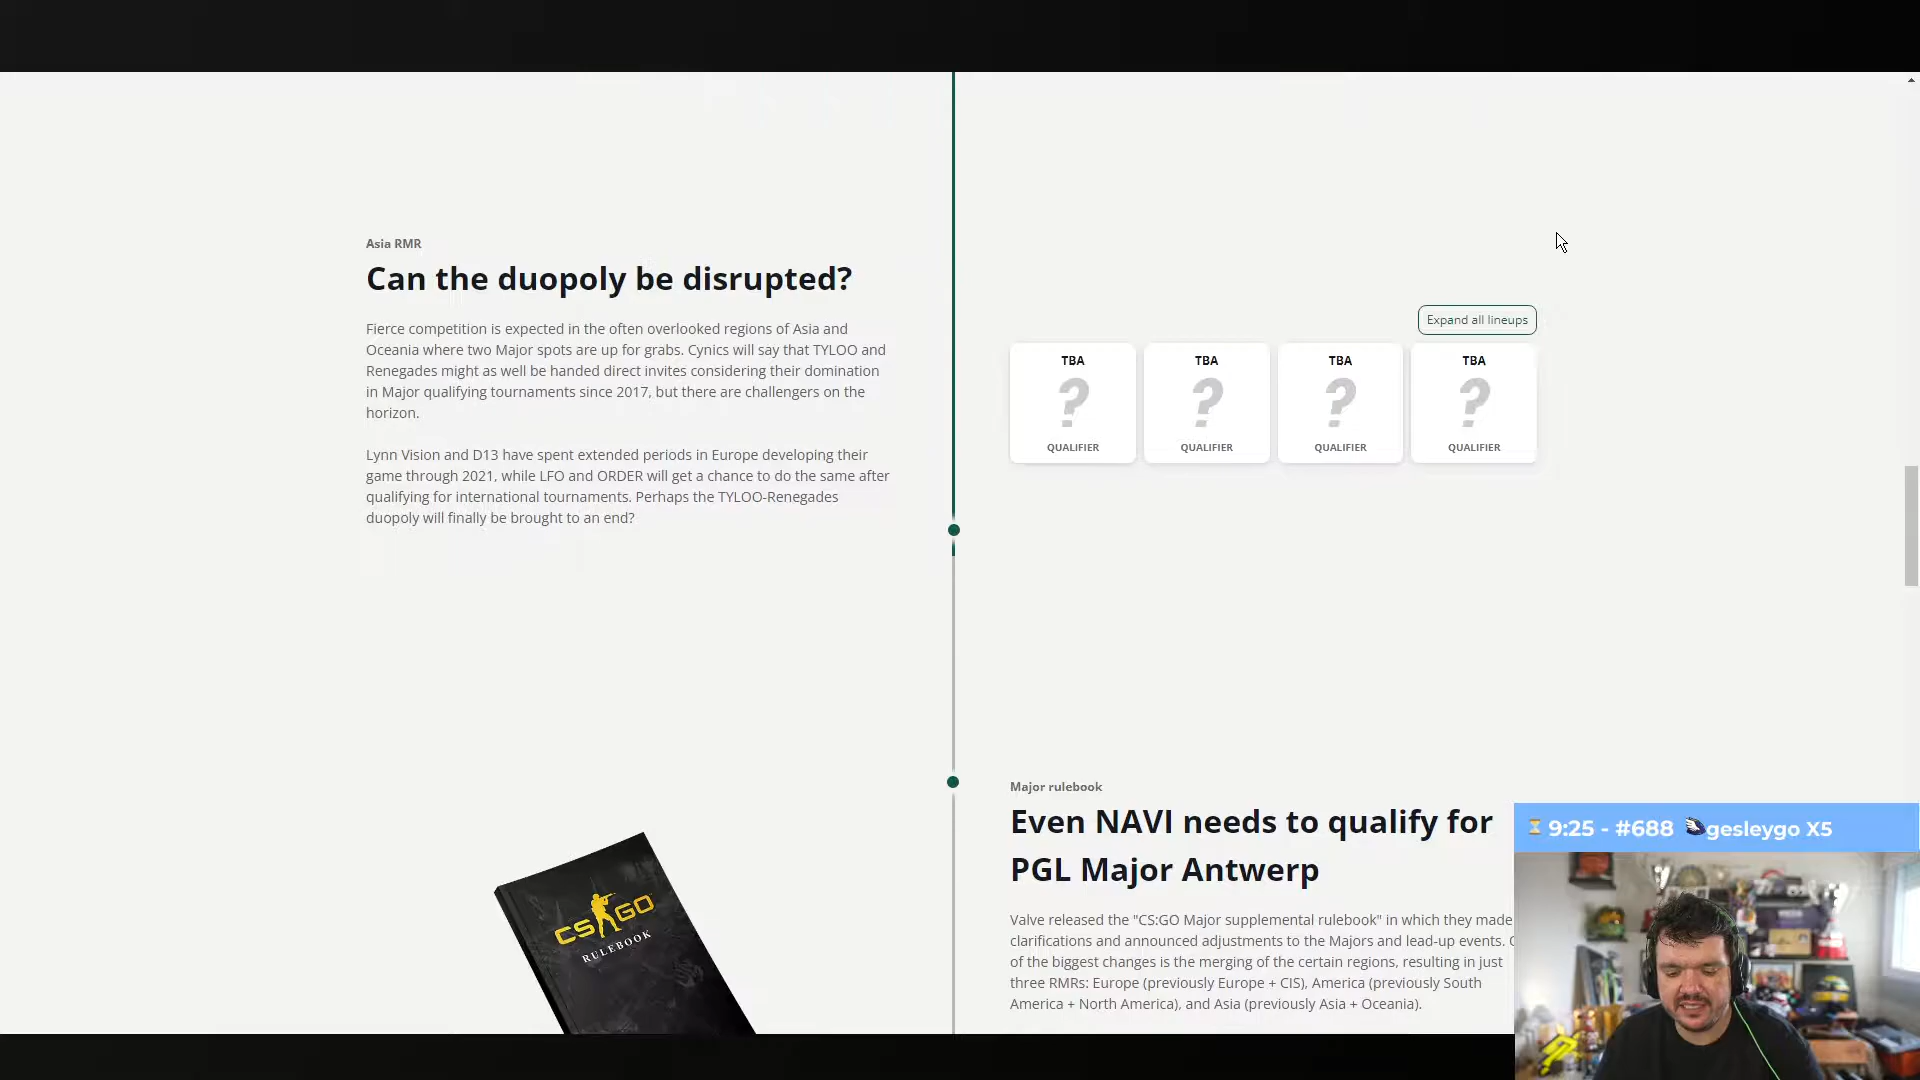 Asia RMR
Can the duopoly be disrupted?
Fierce competition is expected in the often overlooked regions of Asia and
Oceania where two Major spots are up for grabs. Cynics will say that TYLOO and
Renegades might as well be handed direct invites considering their domination
in Major qualifying tournaments since 2017, but there are challengers on the
horizon.
Lynn Vision and D13 have spent extended periods in Europe developing their
game through 2021, while LFO and ORDER will get a chance to do the same after
qualifying for international tournaments. Perhaps the TYLOO-Renegades
duopoly will finally be brought to an end?
Expand all lineups
TBA TBA TBA TBA
? ? ? ?
QUALIFIER QUALIFIER QUALIFIER QUALIFIER
CS GO
RULEBOOK
Major rulebook
Even NAVI needs to qualify for
PGL Major Antwerp
Valve released the "CS:GO Major supplemental rulebook" in which they made
clarifications and announced adjustments to the Majors and lead-up events.
of the biggest changes is the merging of the certain regions, resulting in just
three RMRs: Europe (previously Europe + CIS), America (previously South
America + North America), and Asia (previously Asia + Oceania).
9:25 - #688 gesleygo X5